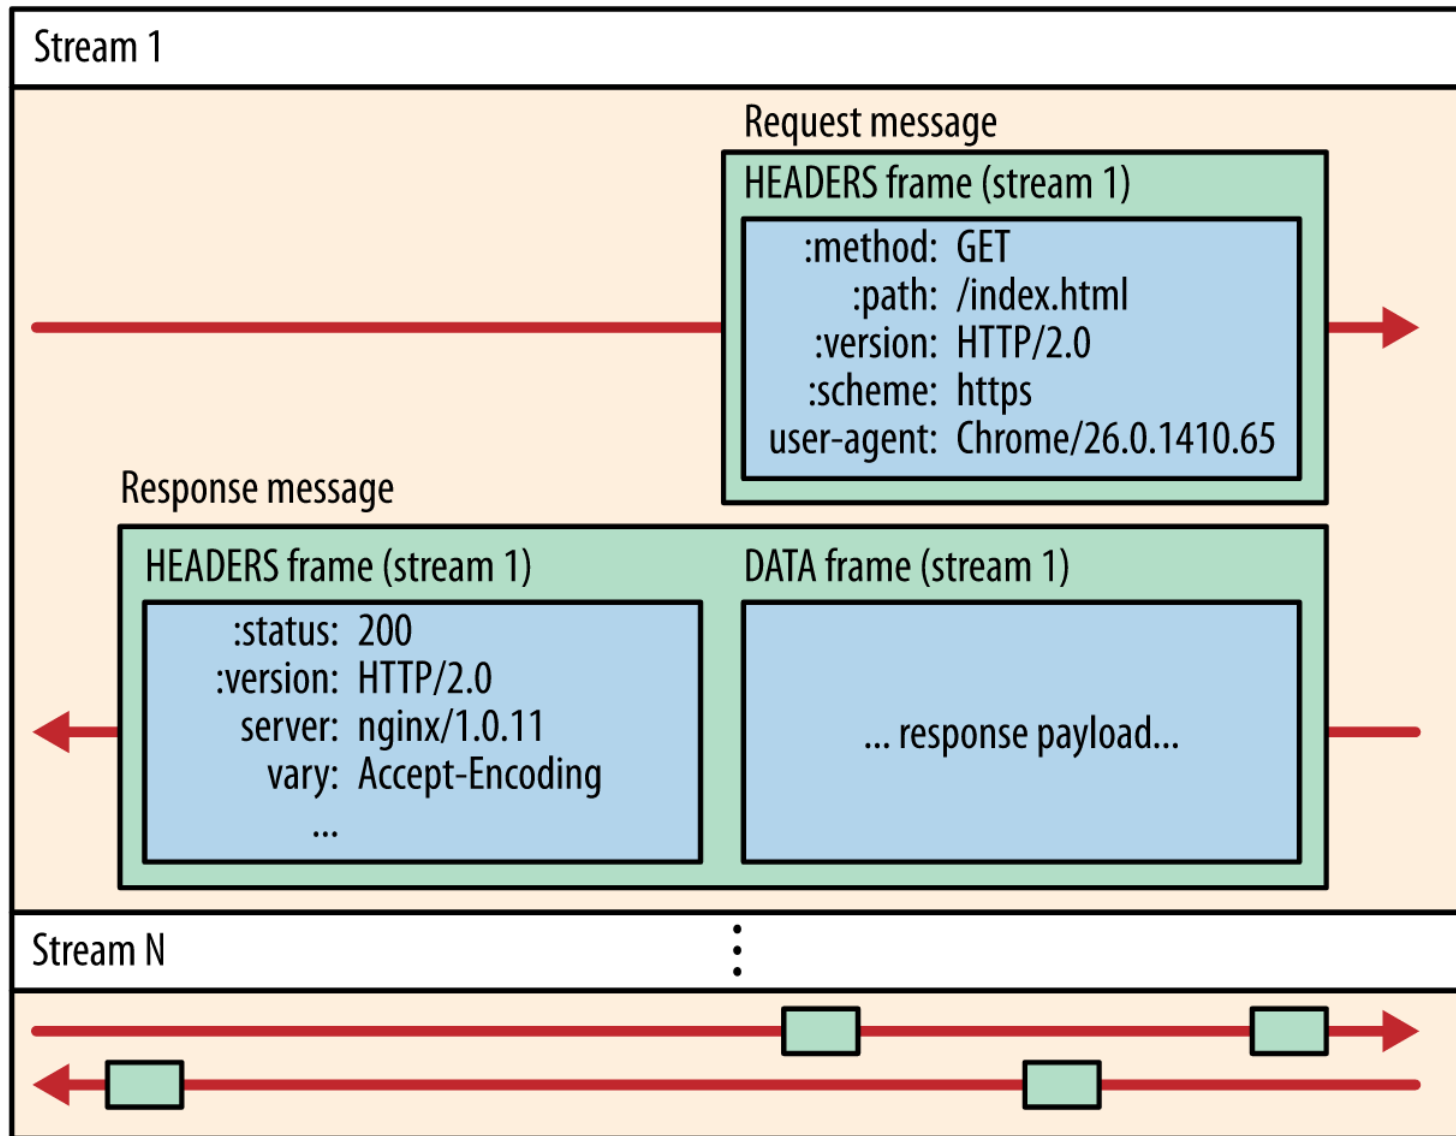 Stream 1
Request message
HEADERS frame (stream 1)
:method: GET
:path: /index.html
:version: HTTP/2.0
:scheme: https
user-agent: Chrome/26.0.1410.65
Response message
HEADERS frame (stream 1)
:status: 200
:version: HTTP/2.0
server: nginx/1.0.11
vary: Accept-Encoding
...
DATA frame (stream 1)
... response payload...
Stream N